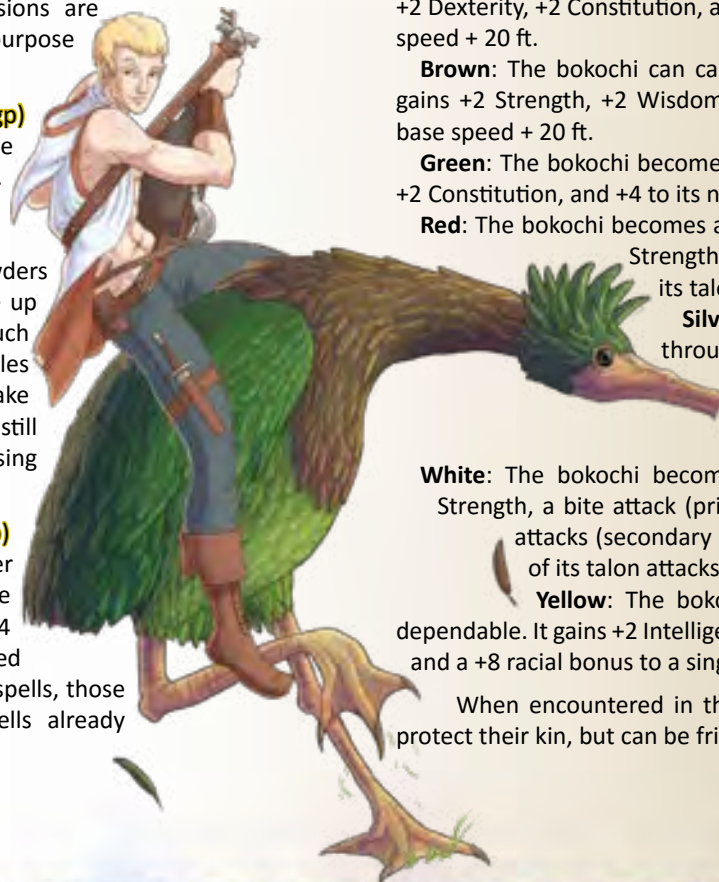 sions are
urpose
gp)
e
wders
up
uch
les
ake
still
sing
)
er
e
4
ed
spells, those
ells already
+2 Dexterity, +2 Constitution, a
speed + 20 ft.
Brown: The bokochi can ca
gains +2 Strength, +2 Wisdom
base speed + 20 ft.
Green: The bokochi become
+2 Constitution, and +4 to its n
Red: The bokochi becomes a
Strength
its tal
Silv
throu
White: The bokochi becom
Strength, a bite attack (pri
attacks (secondary
of its talon attacks
Yellow: The boko
dependable. It gains +2 Intellige
and a +8 racial bonus to a sing
When encountered in th
protect their kin, but can be fri